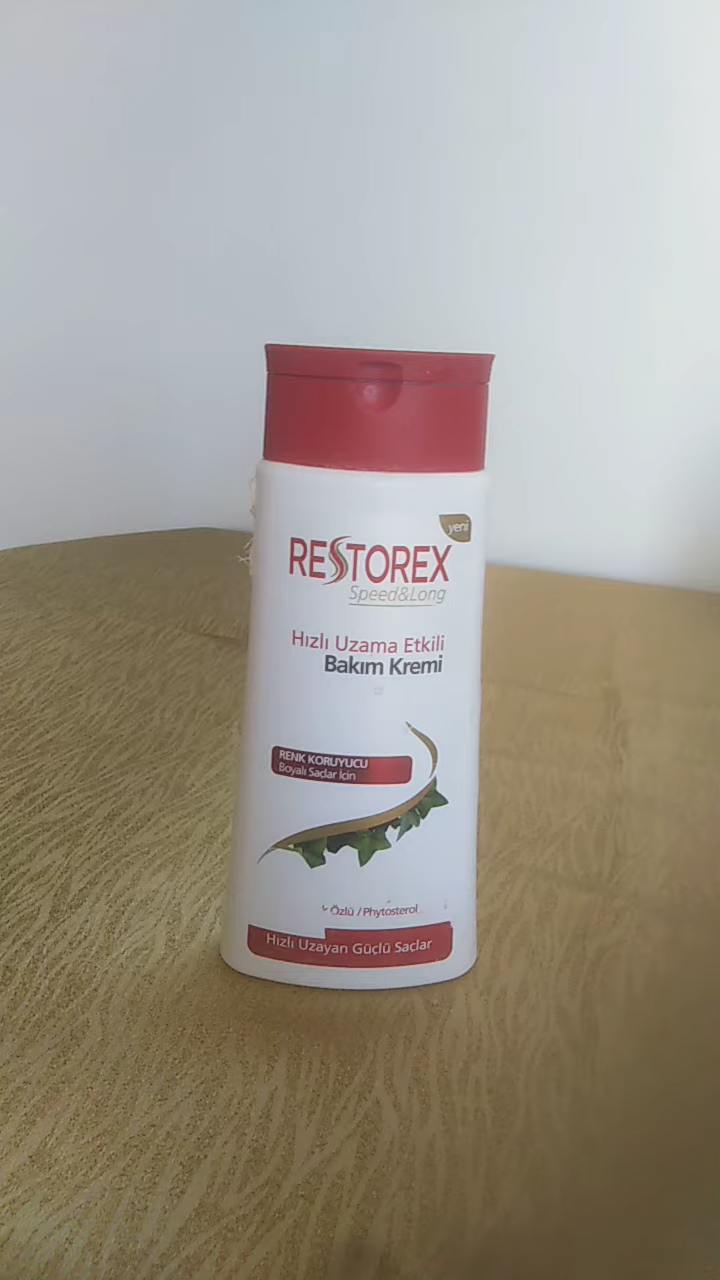 yeni
RESTOREX
Speed&Long
Hızlı Uzama Etkili
Bakım Kremi
RENK KORUYUCU
Boyalı Saçlar İçin
Özlü / Phytosterol
Hızlı Uzayan Güçlü Saçlar